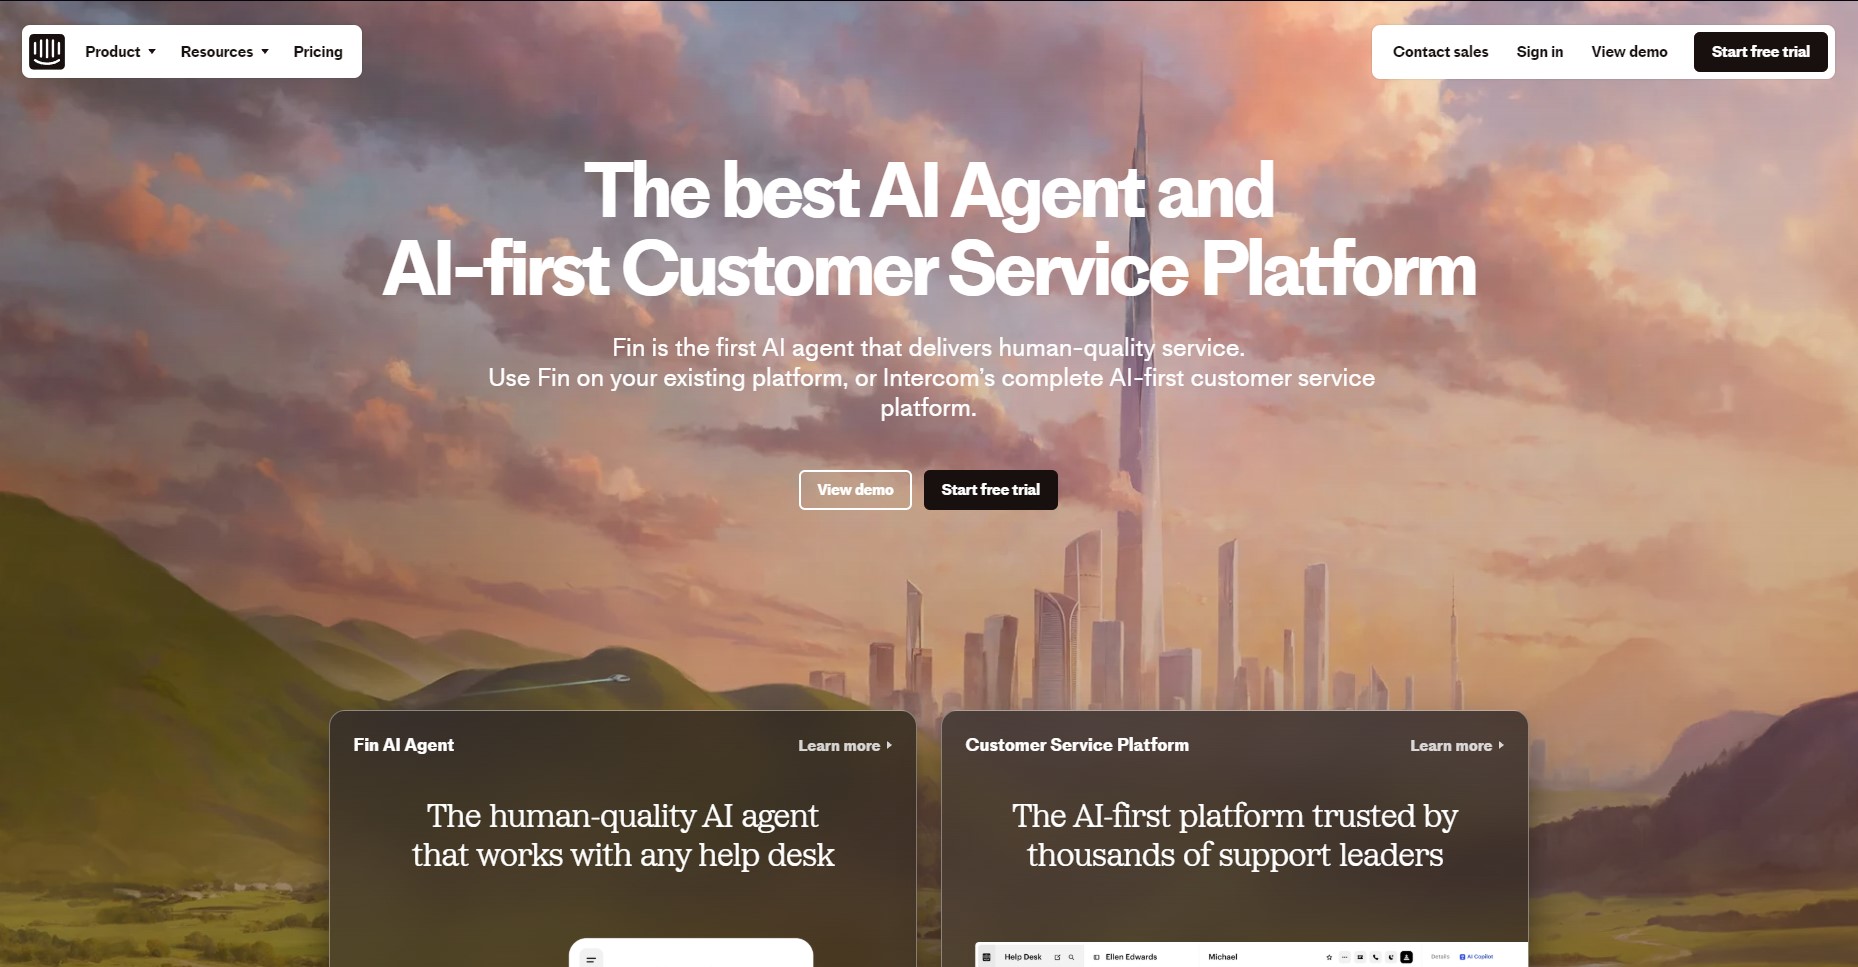 Product
Resources
Pricing
Contact sales
Sign in
View demo
Start free trial
The best AI Agent and
AI-first Customer Service Platform
Fin is the first AI agent that delivers human-quality service.
Use Fin on your existing platform, or Intercom's complete AI-first customer service
platform.
View demo
Start free trial
Fin AI Agent
Learn more
The human-quality AI agent
that works with any help desk
Customer Service Platform
Learn more
The AI-first platform trusted by
thousands of support leaders
Help Desk
Ellen Edwards
Michael
Details
AI Copilot